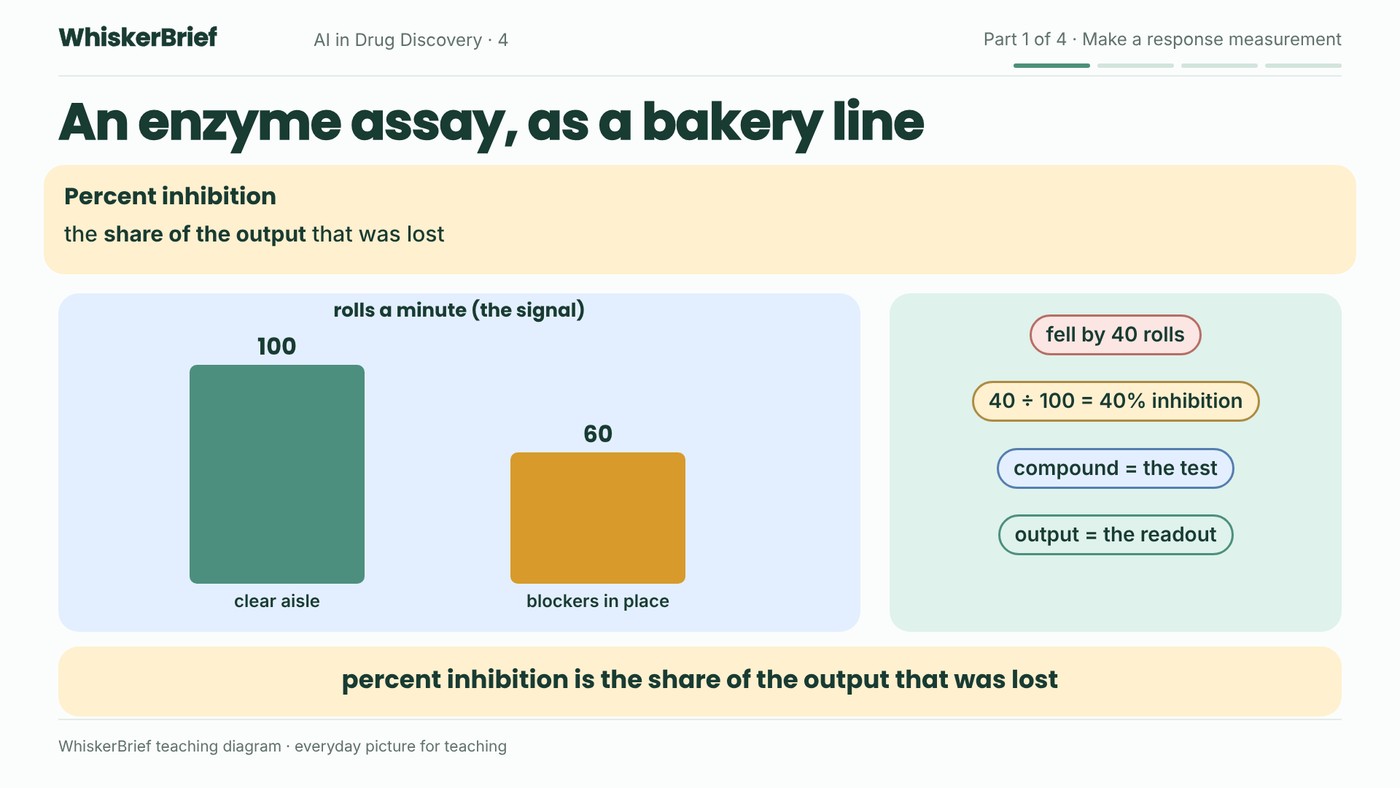 WhiskerBrief
AI in Drug Discovery · 4
Part 1 of 4 · Make a response measurement
An enzyme assay, as a bakery line
Percent inhibition
the share of the output that was lost
rolls a minute (the signal)
100
60
clear aisle
blockers in place
fell by 40 rolls
40 ÷ 100 = 40% inhibition
compound = the test
output = the readout
percent inhibition is the share of the output that was lost
WhiskerBrief teaching diagram · everyday picture for teaching